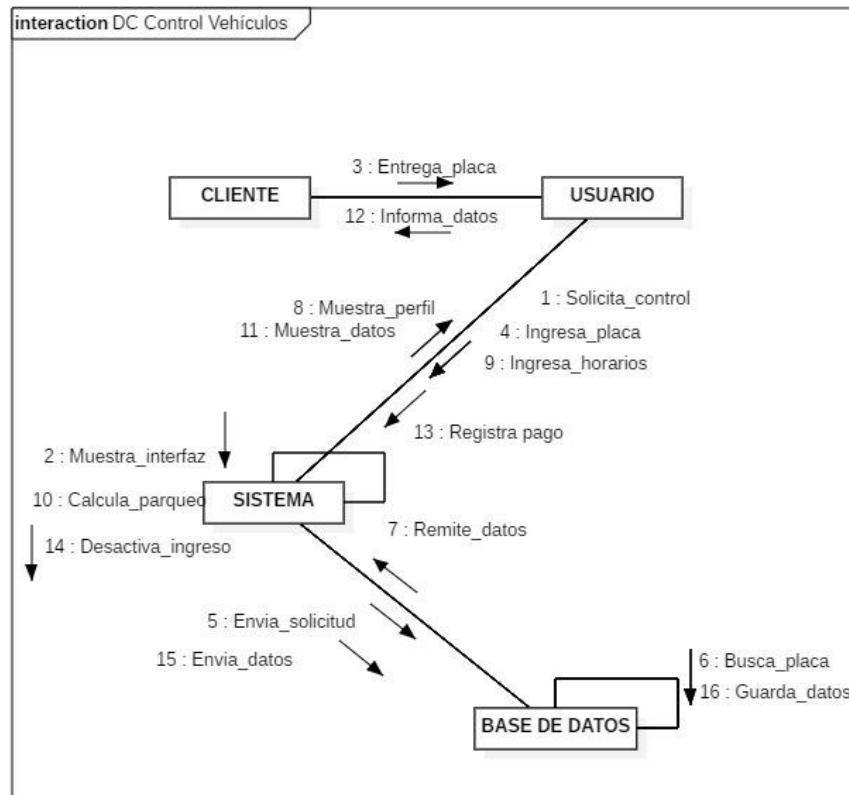 interaction DC Control Vehículos
3 : Entrega_placa
CLIENTE
USUARIO
12 : Informa_datos
8 : Muestra_perfil
1 : Solicita_control
11 : Muestra_datos
4 : Ingresa_placa
9 : Ingresa_horarios
13 : Registra pago
2 : Muestra_interfaz
10 : Calcula_parqueo
SISTEMA
14 : Desactiva_ingreso
7 : Remite_datos
5 : Envia_solicitud
15 : Envia_datos
6 : Busca_placa
16 : Guarda_datos
BASE DE DATOS